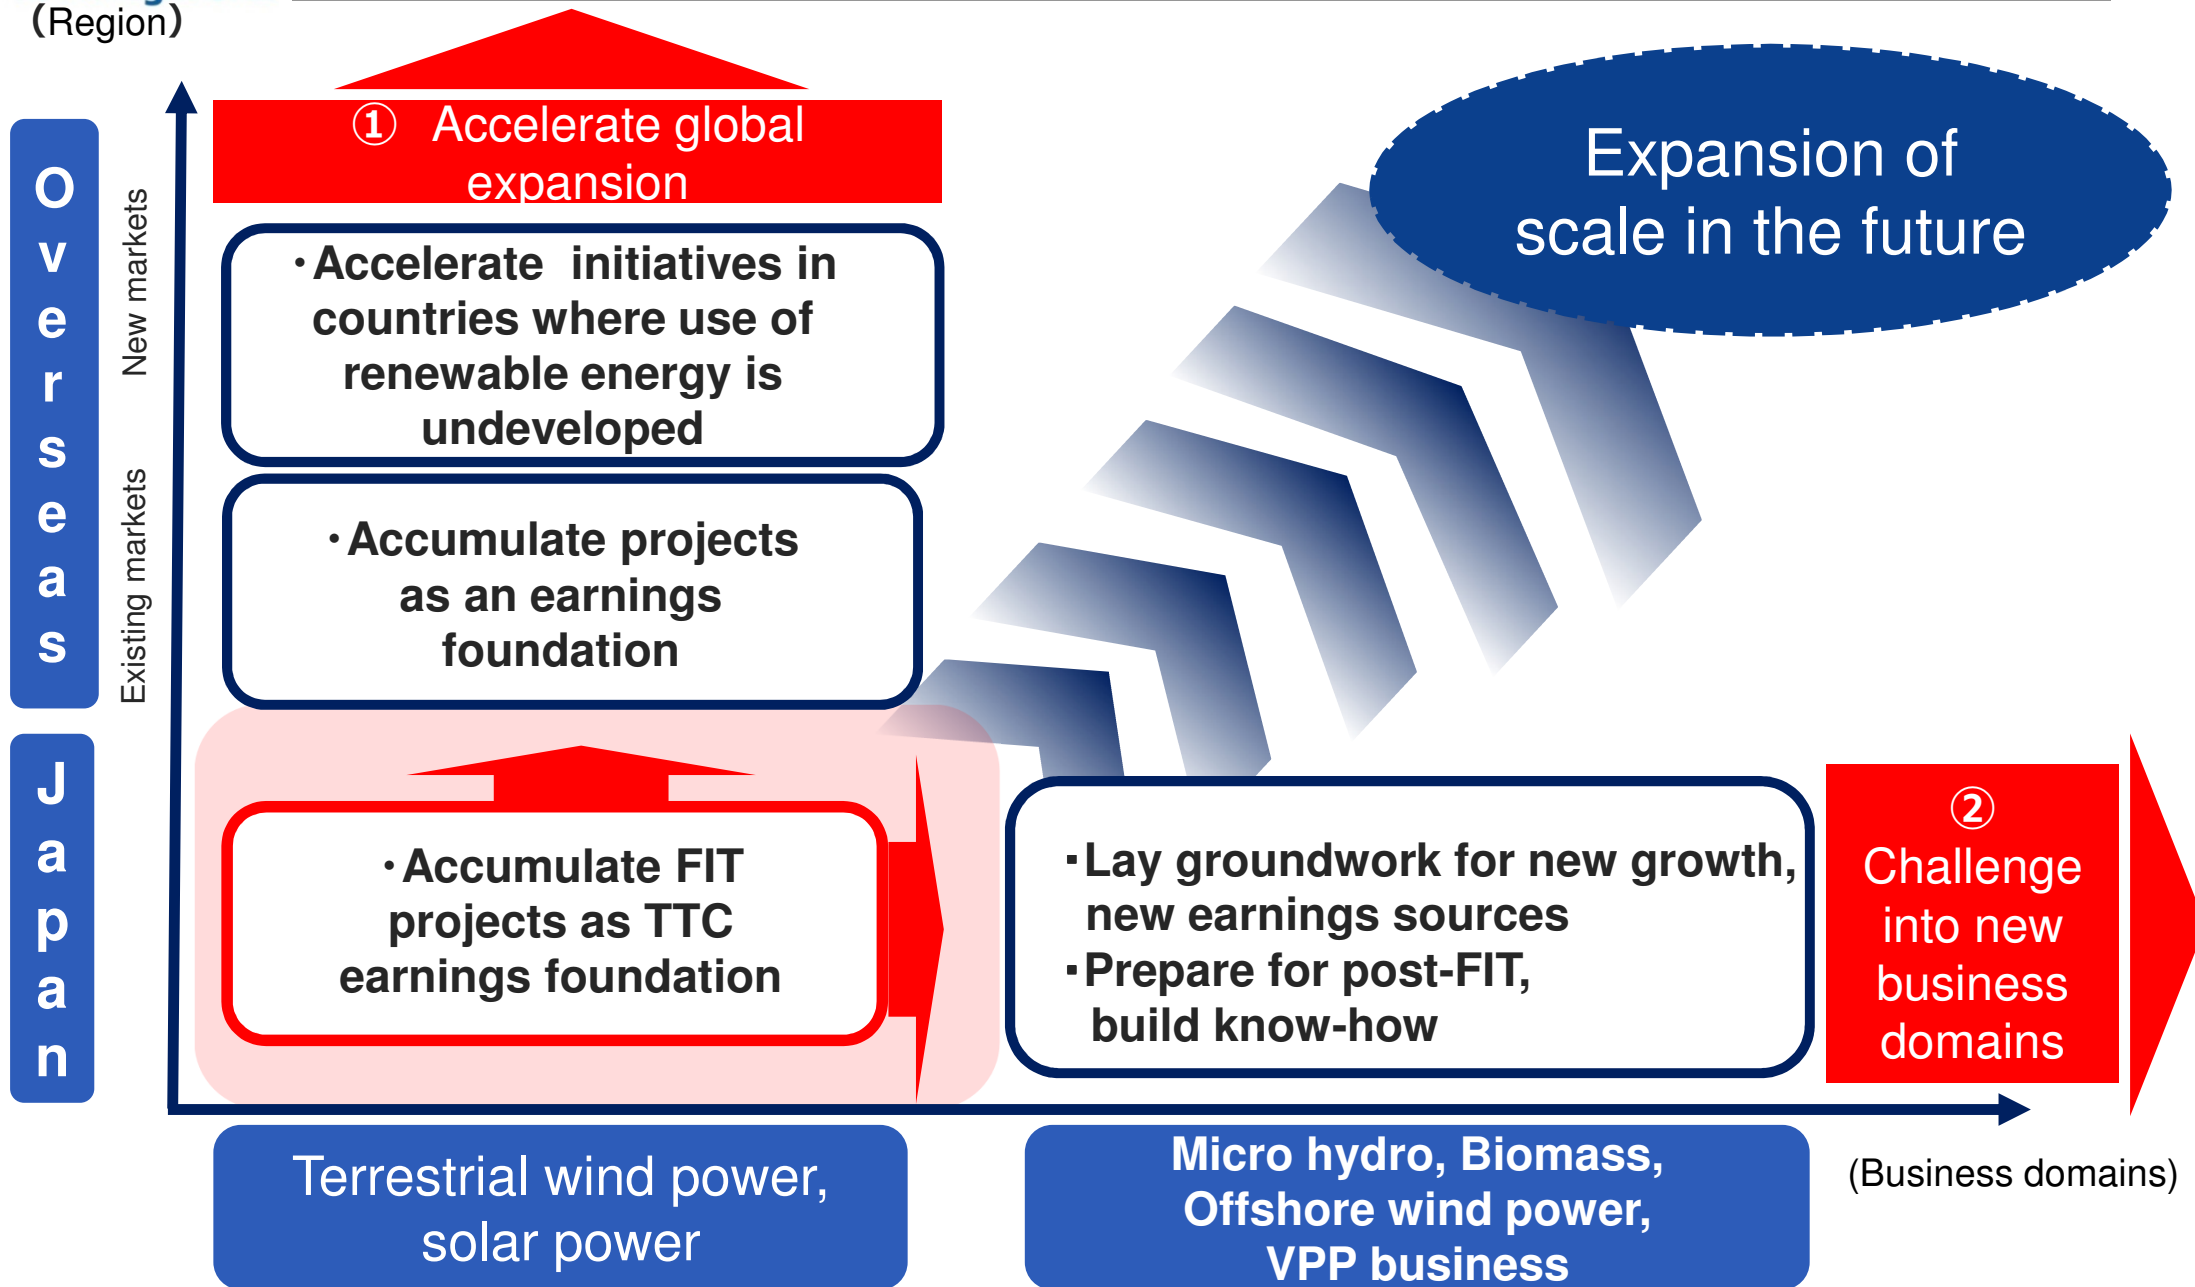 (Region)
① Accelerate global
expansion
Expansion of
scale in the future
Overseas
New markets
Existing markets
・Accelerate initiatives in
countries where use of
renewable energy is
undeveloped
・Accumulate projects
as an earnings
foundation
Japan
・Accumulate FIT
projects as TTC
earnings foundation
▪Lay groundwork for new growth,
new earnings sources
▪Prepare for post-FIT,
build know-how
②
Challenge
into new
business
domains
Terrestrial wind power,
solar power
Micro hydro, Biomass,
Offshore wind power,
VPP business
(Business domains)